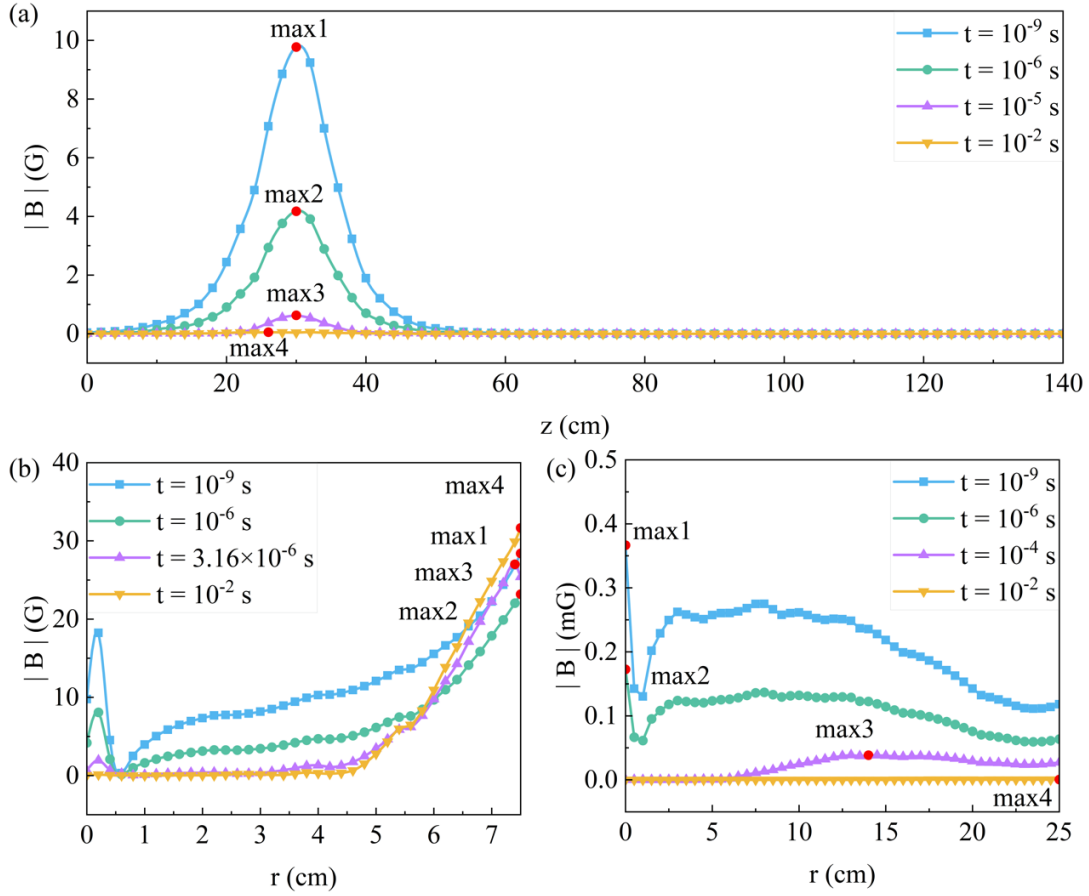 (a)
10
8
6
4
2
0
| B | (G)
max1
max2
max3
max4
t = 10⁻⁹ s
t = 10⁻⁶ s
t = 10⁻⁵ s
t = 10⁻² s
0 20 40 60 80 100 120 140
z (cm)
(b)
40
30
20
10
0
| B | (G)
t = 10⁻⁹ s
t = 10⁻⁶ s
t = 3.16×10⁻⁶ s
t = 10⁻² s
max4
max1
max3
max2
0 1 2 3 4 5 6 7
r (cm)
(c)
0.5
0.4
0.3
0.2
0.1
0.0
| B | (mG)
max1
max2
max3
max4
t = 10⁻⁹ s
t = 10⁻⁶ s
t = 10⁻⁴ s
t = 10⁻² s
0 5 10 15 20 25
r (cm)